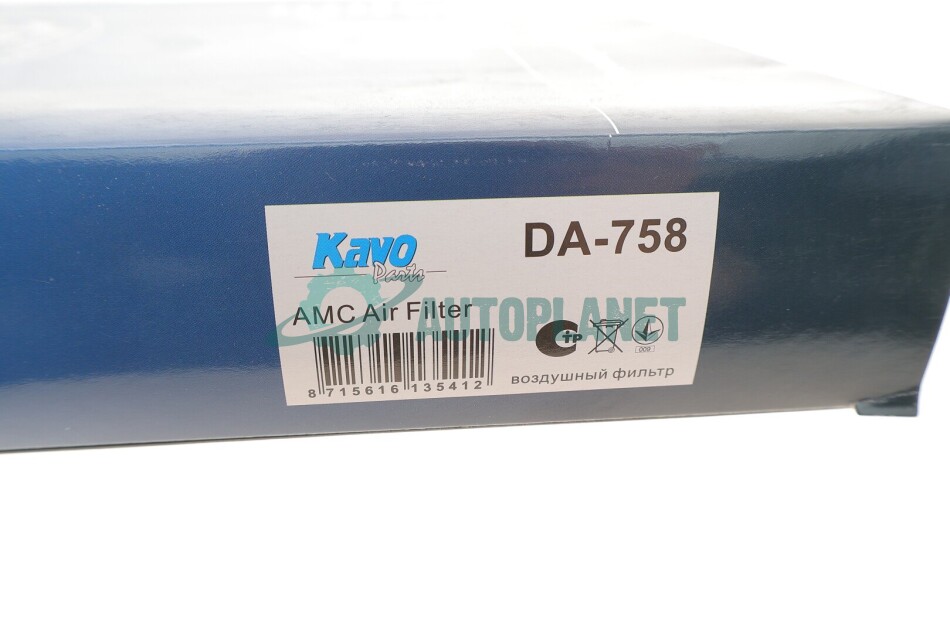 Kavo
Parts
DA-758
AUTOPLANET
AMC Air Filter
8 715616 135412
воздушный фильтр